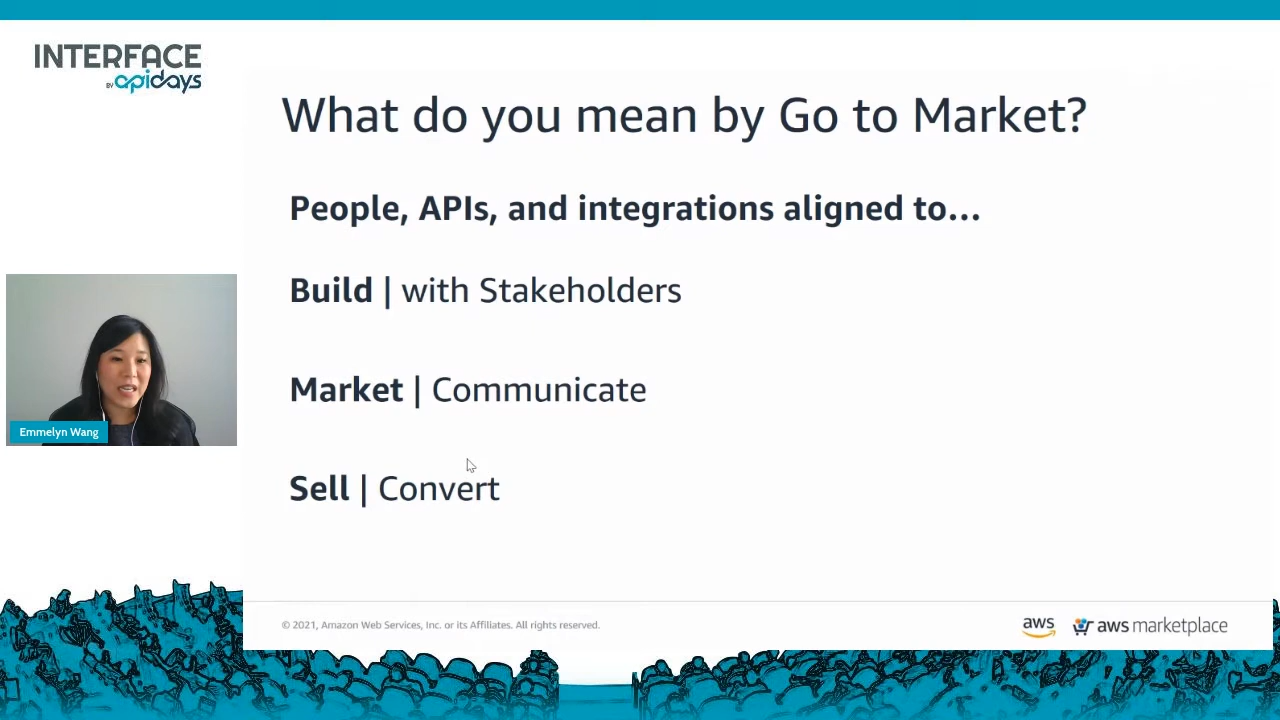 INTERFACE
BY apidays
What do you mean by Go to Market?
People, APIs, and integrations aligned to...
Build | with Stakeholders
Market | Communicate
Emmelyn Wang
Sell | Convert
© 2021, Amazon Web Services, Inc. or its Affiliates. All rights reserved.
aws
aws marketplace